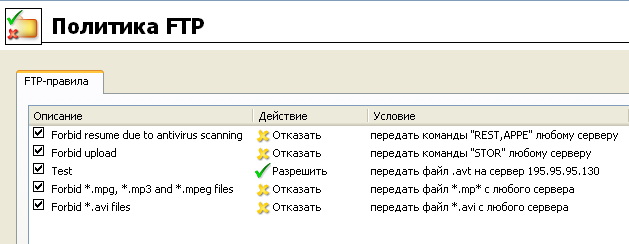 Политика FTP
FTP-правила
Описание Действие Условие
Forbid resume due to antivirus scanning Отказать передать команды "REST,APPE" любому серверу
Forbid upload Отказать передать команды "STOR" любому серверу
Test Разрешить передать файл .avt на сервер 195.95.95.130
Forbid *.mpg, *.mp3 and *.mpeg files Отказать передать файл *.mp* с любого сервера
Forbid *.avi files Отказать передать файл *.avi с любого сервера